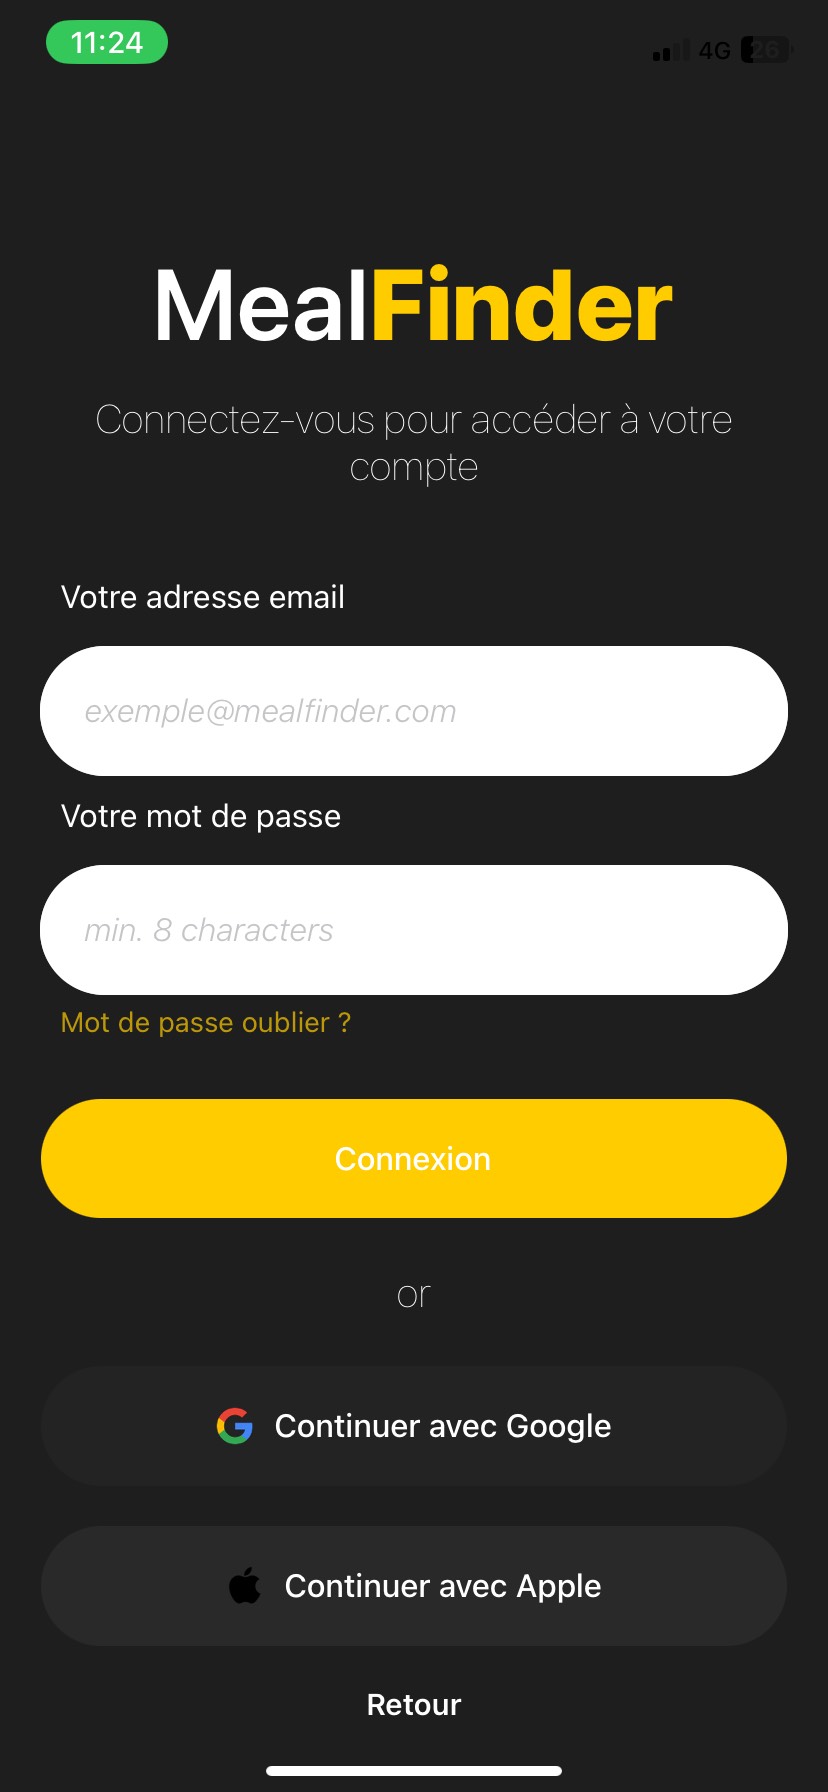 11:24
4G 26
MealFinder
Connectez-vous pour accéder à votre
compte
Votre adresse email
exemple@mealfinder.com
Votre mot de passe
min. 8 characters
Mot de passe oublier ?
Connexion
or
Continuer avec Google
Continuer avec Apple
Retour